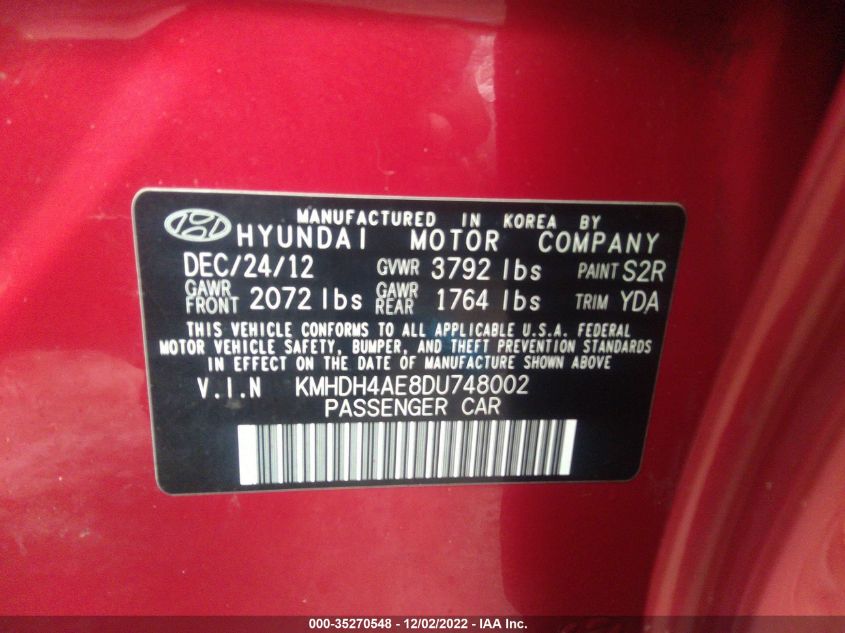 MANUFACTURED IN KOREA BY
HYUNDAI MOTOR COMPANY
DEC/24/12 GVWR 3792 lbs PAINT S2R
GAWR FRONT 2072 lbs GAWR REAR 1764 lbs TRIM YDA
THIS VEHICLE CONFORMS TO ALL APPLICABLE U.S.A. FEDERAL
MOTOR VEHICLE SAFETY, BUMPER, AND THEFT PREVENTION STANDARDS
IN EFFECT ON THE DATE OF MANUFACTURE SHOWN ABOVE
V.I.N KMHDH4AE8DU748002
PASSENGER CAR
000-35270548 - 12/02/2022 - IAA Inc.